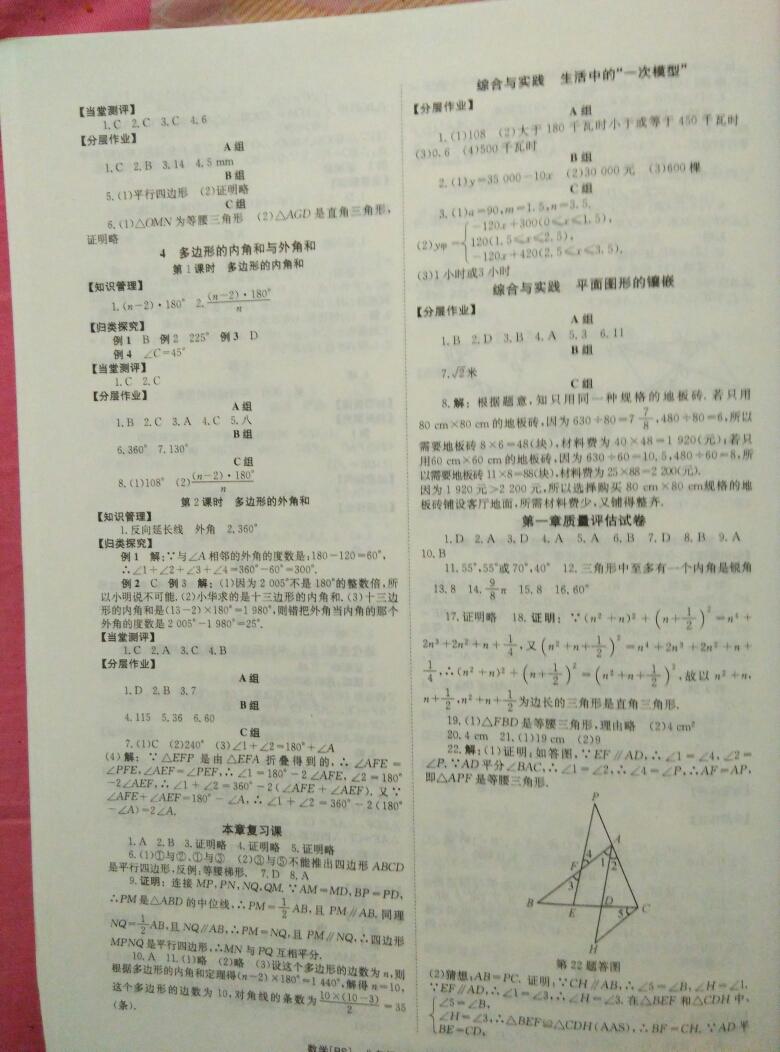 【当堂测评】
1.C 2.C 3.C 4.6
【分层作业】
A组
1.C 2.B 3.14 4.5 mm
B组
5.(1)平行四边形 (2)证明略
C组
6.(1)△OMN为等腰三角形 (2)△AGD是直角三角形,
证明略
4 多边形的内角和与外角和
第1课时 多边形的内角和
【知识管理】
1.(n-2)·180° 2.(n-2)·180°/n
【归类探究】
例1 B 例2 225° 例3 D
例4 ∠C=45°
【当堂测评】
1.C 2.C
【分层作业】
A组
1.B 2.C 3.A 4.C 5.八
B组
6.360° 7.130°
C组
8.(1)108° (2)(n-2)·180°/n
第2课时 多边形的外角和
【知识管理】
1.反向延长线 外角 2.360°
【归类探究】
例1 解:∵与∠A相邻的外角的度数是:180-120=60°,
∴∠1+∠2+∠3+∠4=360°-60°=300°.
例2 C 例3 解:(1)因为2 005°不是180°的整数倍,所
以小明说不可能.(2)小华求的是十三边形的内角和.(3)十三边
形的内角和是(13-2)×180°=1 980°,则错把外角当内角的那个
外角的度数是2 005°-1 980°=25°.
【当堂测评】
1.C 2.A 3.C 4.B
【分层作业】
A组
1.D 2.B 3.7
B组
4.115 5.36 6.60
C组
7.(1)C (2)240° (3)∠1+∠2=180°+∠A
(4)解:∵△EFP是由△EFA折叠得到的,∴∠AFE=
∠PFE,∠AEF=∠PEF,∴∠1=180°-2∠AFE,∠2=180°
-2∠AEF,∴∠1+∠2=360°-2(∠AFE+∠AEF).又∵
∠AFE+∠AEF=180°-∠A,∴∠1+∠2=360°-2(180°
-∠A)=2∠A.
本章复习课
1.A 2.B 3.证明略 4.证明略 5.证明略
6.(1)①与②、①与③ (2)③与⑤不能推出四边形ABCD
是平行四边形,反例:等腰梯形. 7.D 8.A
9.证明:连接MP,PN,NQ,QM.∵AM=MD,BP=PD,
∴PM是△ABD的中位线,∴PM=1/2AB,且PM∥AB.同理
NQ=1/2AB,且NQ∥AB,∴PM=NQ,且PM∥NQ,∴四边形
MPNQ是平行四边形,∴MN与PQ互相平分.
10.A 11.(1)略 (2)略 (3)设这个多边形的边数为n,则
根据多边形的内角和定理得(n-2)×180°=1 440°,解得n=10,
这个多形的边数为10,对角线的条数为10×(10-3)/2=35
(条).
综合与实践 生活中的“一次模型”
【分层作业】
A组
1.(1)108 (2)大于180千瓦时小于或等于450千瓦时
(3)0.6 (4)500千瓦时
B组
2.(1)y=35 000-10x (2)30 000元 (3)600棵
C组
3.(1)a=90,m=1.5,n=3.5.
(2)y甲={-120x+300(0≤x≤1.5),
120(1.5≤x≤2.5),
-120x+420(2.5≤x≤3.5).
(3)1小时或3小时
综合与实践 平面图形的镶嵌
【分层作业】
A组
1.B 2.D 3.B 4.A 5.3 6.11
B组
7.√2米
C组
8.解:根据题意,知只用同一种规格的地板砖.若只用
80 cm×80 cm的地板砖,因为630÷80=7 7/8,480÷80=6,所以
需要地板砖8×6=48(块),材料费为40×48=1 920(元);若只
用60 cm×60 cm的地板砖,因为630÷60=10.5,480÷60=8,所
以需要地板砖11×8=88(块),材料费为25×88=2 200(元).
因为1 920元>2 200元,所以选择购买80 cm×80 cm规格的地
板砖铺设客厅地面,所需材料费少,又铺得整齐.
第一章质量评估试卷
1.D 2.A 3.D 4.A 5.A 6.B 7.D 8.B 9.A
10.B
11.55°,55°或70°,40° 12.三角形中至多有一个内角是锐角
13.8 14.9/8π 15.8 16.60°
17.证明略 18.证明:∵(n²+n)²+(n+1/2)²=n⁴+
2n³+2n²+n+1/4,又(n²+n+1/2)²=n⁴+2n³+2n²+n+
1/4,∴(n²+n)²+(n+1/2)²=(n²+n+1/2)²,故以n²+n,
n+1/2,n²+n+1/2为边长的三角形是直角三角形.
19.(1)△FBD是等腰三角形,理由略 (2)4 cm²
20.4 cm 21.(1)19 cm (2)9
22.解:(1)证明:如答图,∵EF∥AD,∴∠1=∠4,∠2=
∠P.∵AD平分∠BAC,∴∠1=∠2,∴∠4=∠P,∴AF=AP,
即△APF是等腰三角形.
P
A
F 4 1 2
3
B E D 5 C
H
第22题答图
(2)猜想:AB=PC. 证明:∵CH∥AB,∴∠5=∠B,∠H=∠1.
∵EF∥AD,∴∠1=∠3,∴∠H=∠3.在△BEF和△CDH中,
{∠5=∠B,
∠H=∠3,∴△BEF≌△CDH(AAS),∴BF=CH.∵AD平
BE=CD,
数学[BS]